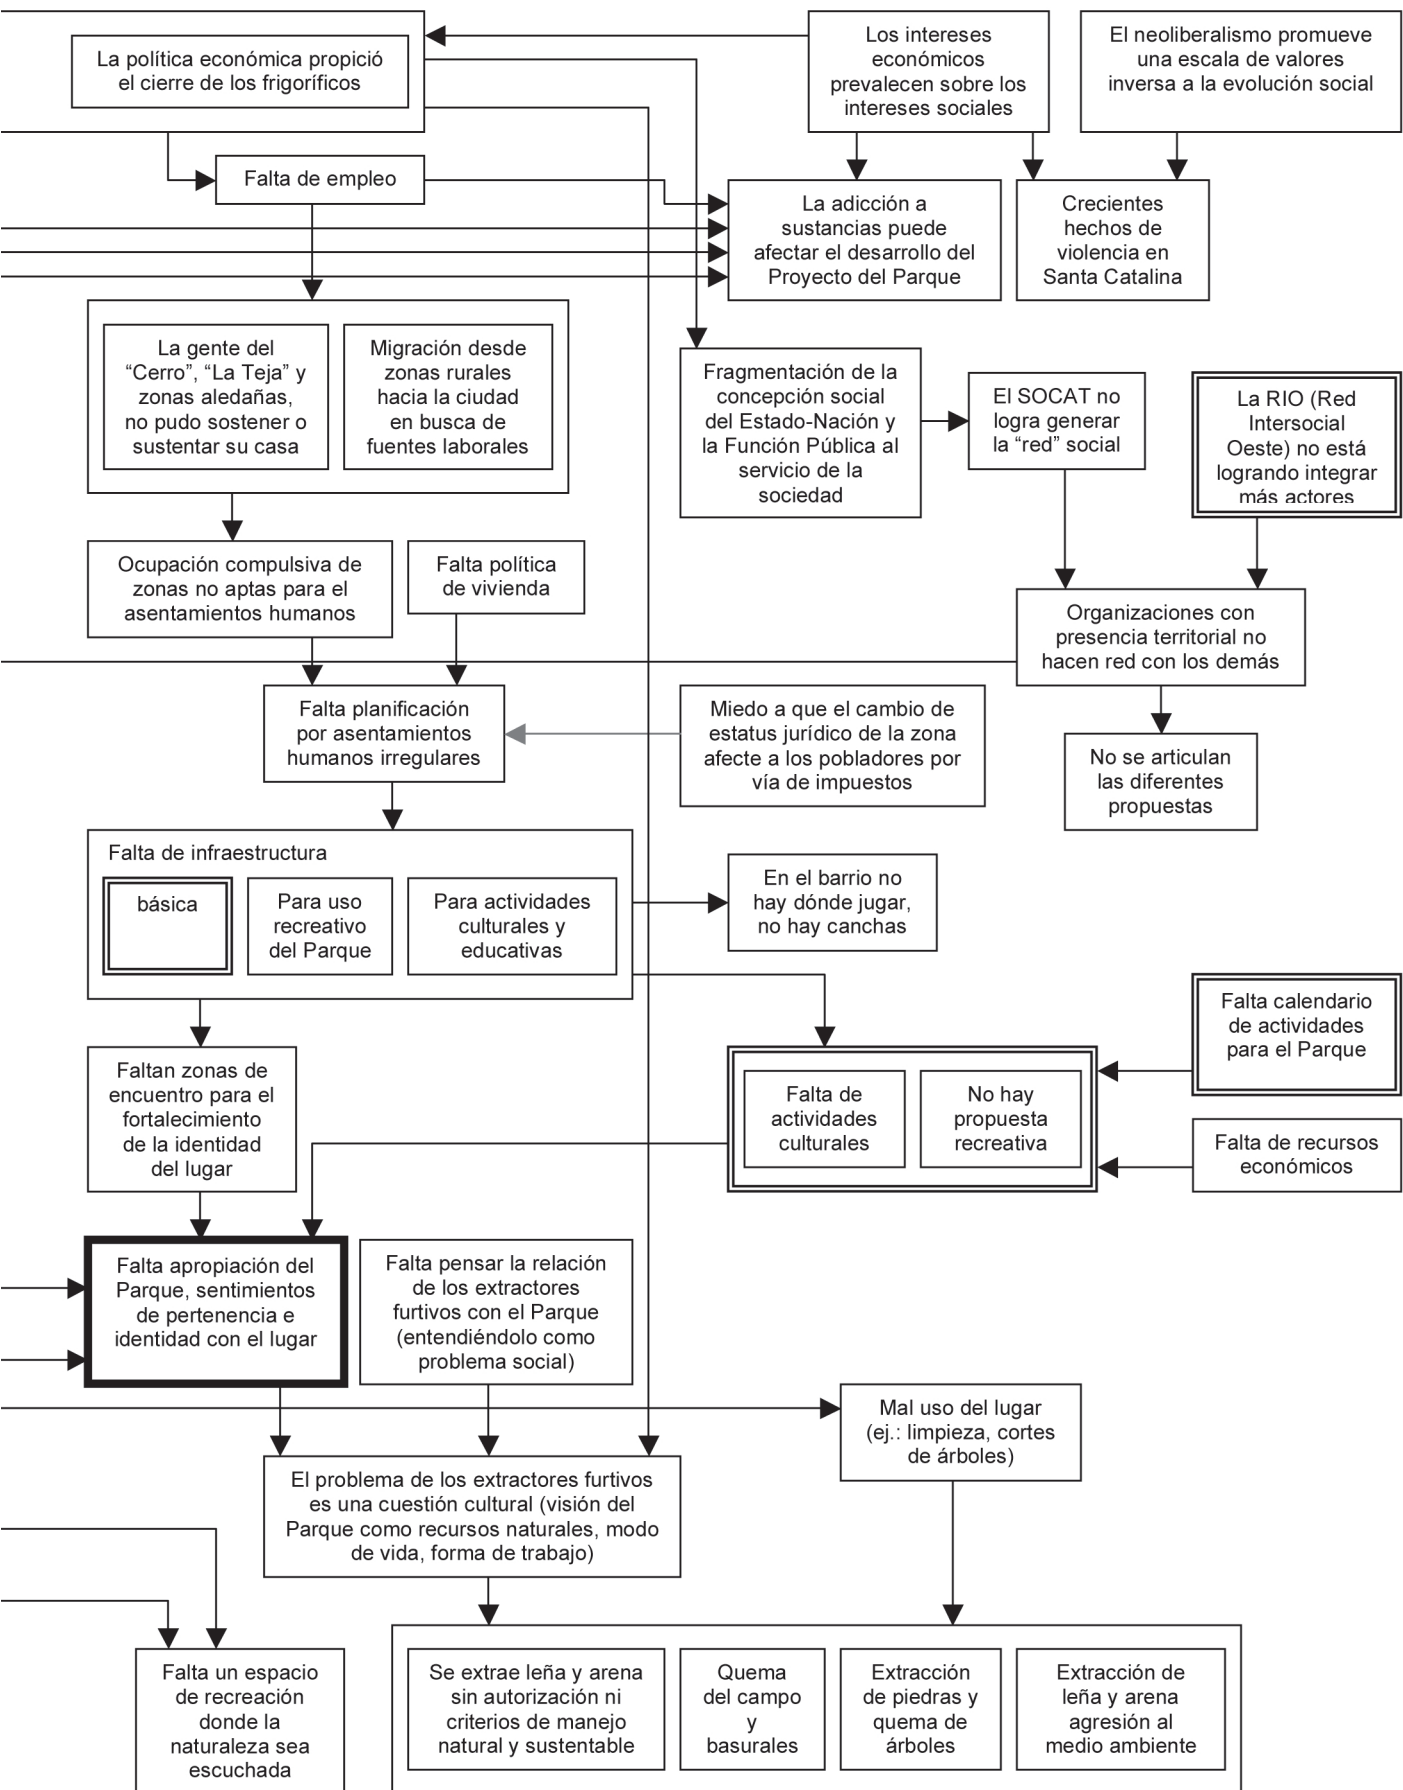 La política económica propició
el cierre de los frigoríficos
Los intereses
económicos
prevalecen sobre los
intereses sociales
El neoliberalismo promueve
una escala de valores
inversa a la evolución social
Falta de empleo
La adicción a
sustancias puede
afectar el desarrollo del
Proyecto del Parque
Crecientes
hechos de
violencia en
Santa Catalina
La gente del
“Cerro”, “La Teja” y
zonas aledañas,
no pudo sostener o
sustentar su casa
Migración desde
zonas rurales
hacia la ciudad
en busca de
fuentes laborales
Fragmentación de la
concepción social
del Estado-Nación y
la Función Pública al
servicio de la
sociedad
El SOCAT no
logra generar
la “red” social
La RIO (Red
Intersocial
Oeste) no está
logrando integrar
más actores
Ocupación compulsiva de
zonas no aptas para el
asentamientos humanos
Falta política
de vivienda
Organizaciones con
presencia territorial no
hacen red con los demás
Falta planificación
por asentamientos
humanos irregulares
Miedo a que el cambio de
estatus jurídico de la zona
afecte a los pobladores por
vía de impuestos
No se articulan
las diferentes
propuestas
Falta de infraestructura
básica
Para uso
recreativo
del Parque
Para actividades
culturales y
educativas
En el barrio no
hay dónde jugar,
no hay canchas
Falta calendario
de actividades
para el Parque
Faltan zonas de
encuentro para el
fortalecimiento
de la identidad
del lugar
Falta de
actividades
culturales
No hay
propuesta
recreativa
Falta de recursos
económicos
Falta apropiación del
Parque, sentimientos
de pertenencia e
identidad con el lugar
Falta pensar la relación
de los extractores
furtivos con el Parque
(entendiéndolo como
problema social)
Mal uso del lugar
(ej.: limpieza, cortes
de árboles)
El problema de los extractores furtivos
es una cuestión cultural (visión del
Parque como recursos naturales, modo
de vida, forma de trabajo)
Falta un espacio
de recreación
donde la
naturaleza sea
escuchada
Se extrae leña y arena
sin autorización ni
criterios de manejo
natural y sustentable
Quema
del campo
y
basurales
Extracción
de piedras y
quema de
árboles
Extracción de
leña y arena
agresión al
medio ambiente